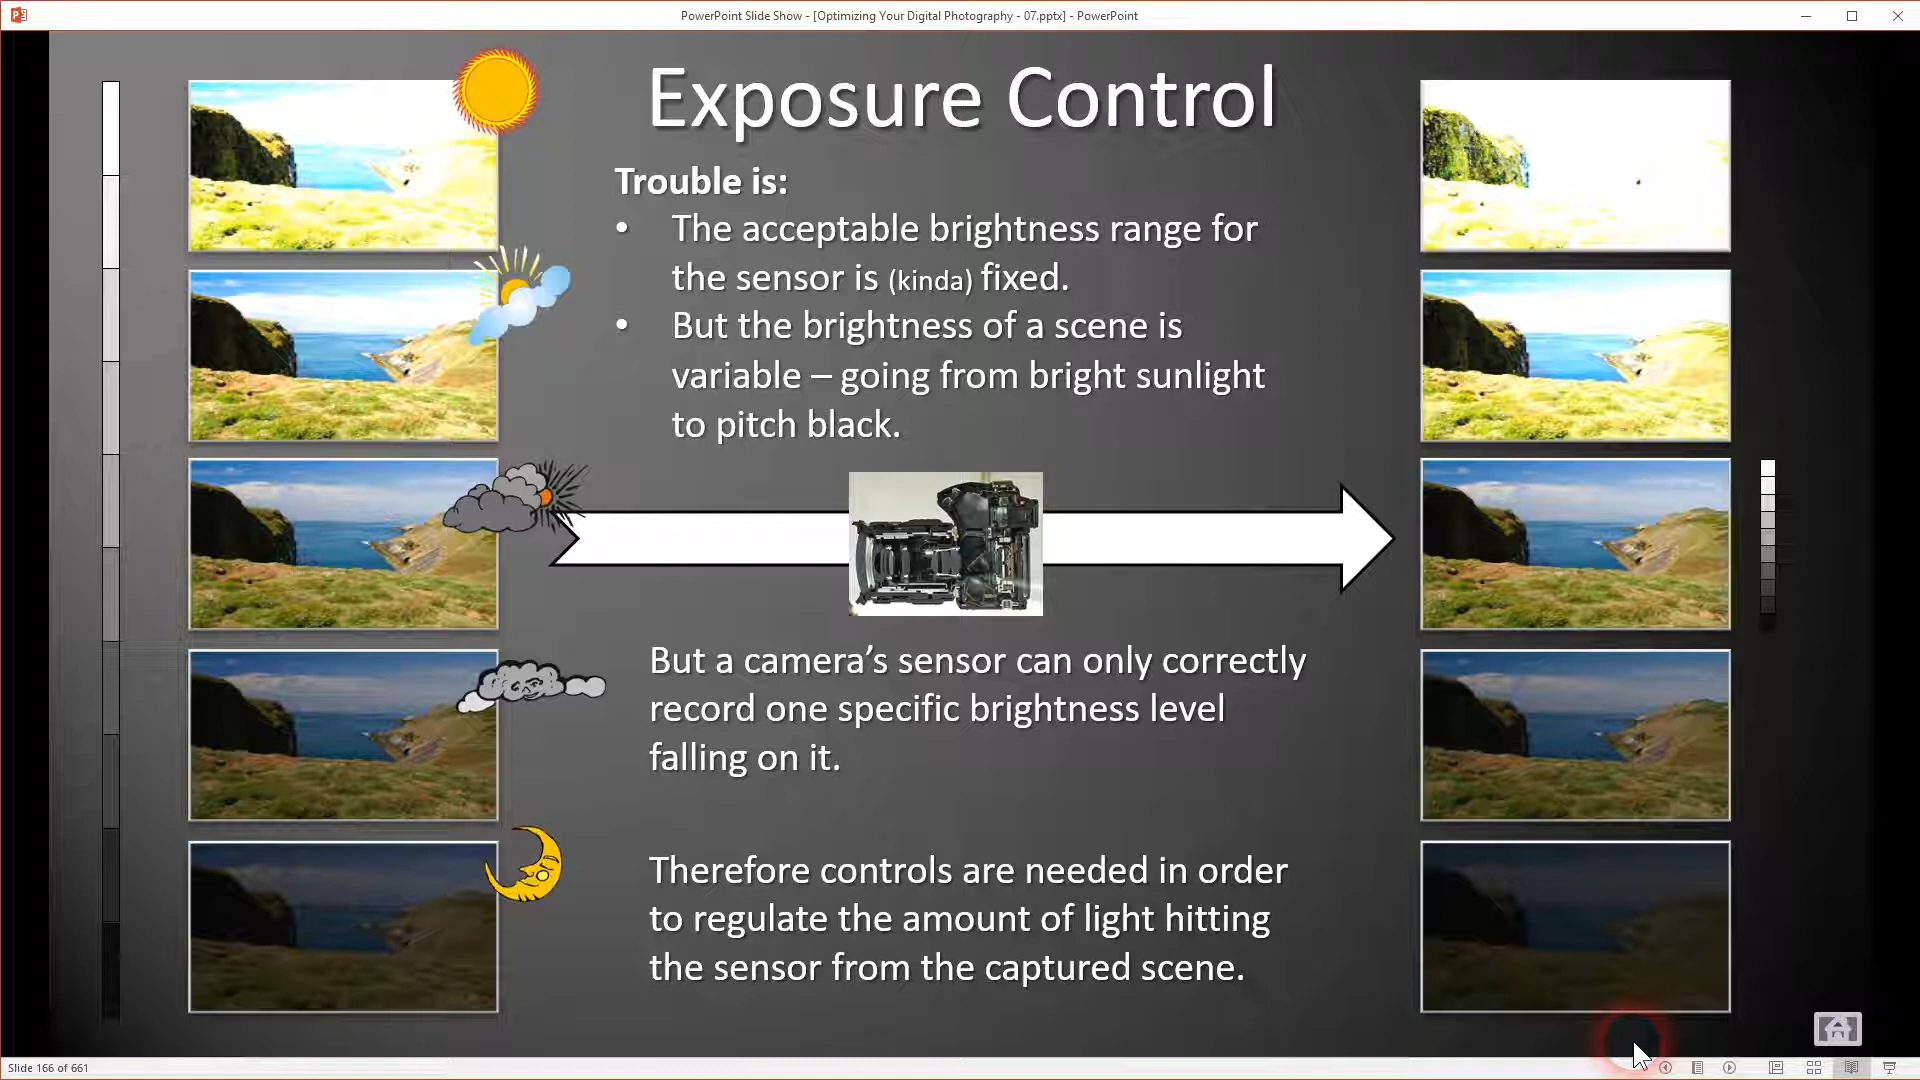 PowerPoint Slide Show - [Optimizing Your Digital Photography - 07.pptx] - PowerPoint
Exposure Control
Trouble is:
• The acceptable brightness range for
the sensor is (kinda) fixed.
• But the brightness of a scene is
variable – going from bright sunlight
to pitch black.
But a camera’s sensor can only correctly
record one specific brightness level
falling on it.
Therefore controls are needed in order
to regulate the amount of light hitting
the sensor from the captured scene.
Slide 166 of 661